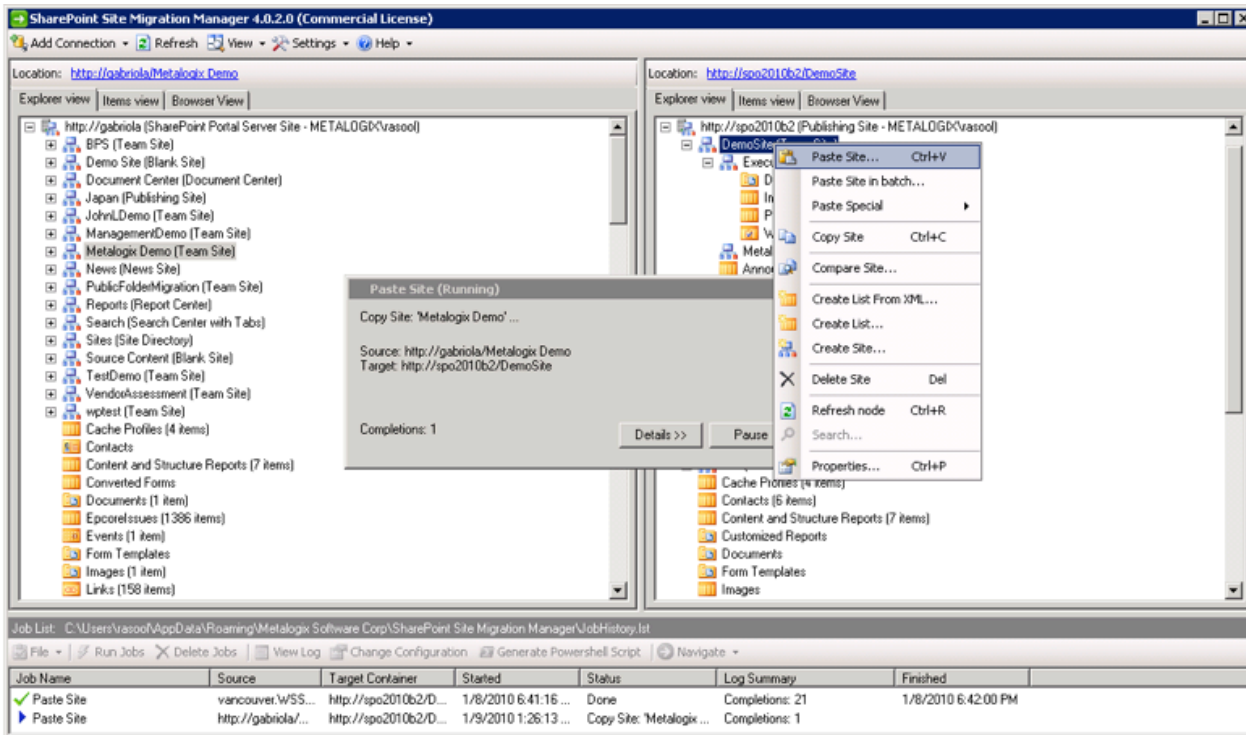 SharePoint Site Migration Manager 4.0.2.0 (Commercial License)
Add Connection Refresh View Settings Help
Location: http://gabriola/Metalogix Demo
Explorer view Items view Browser View
http://gabriola (SharePoint Portal Server Site - METALOGIX\rasool)
BPS (Team Site)
Demo Site (Blank Site)
Document Center (Document Center)
Japan (Publishing Site)
JohnLDemo (Team Site)
ManagementDemo (Team Site)
Metalogix Demo (Team Site)
News (News Site)
PublicFolderMigration (Team Site)
Reports (Report Center)
Search (Search Center with Tabs)
Sites (Site Directory)
Source Content (Blank Site)
TestDemo (Team Site)
VendorAssessment (Team Site)
wptest (Team Site)
Cache Profiles (4 items)
Contacts
Content and Structure Reports (7 items)
Converted Forms
Documents (1 item)
EpcoreIssues (1386 items)
Events (1 item)
Form Templates
Images (1 item)
Links (158 items)
Location: http://spo2010b2/DemoSite
Explorer view Items view Browser View
http://spo2010b2 (Publishing Site - METALOGIX\rasool)
DemoSite
Execu
D
In
P
W
Metal
Annou
Cache Profiles (4 items)
Contacts (6 items)
Content and Structure Reports (7 items)
Customized Reports
Documents
Form Templates
Images
Paste Site... Ctrl+V
Paste Site in batch...
Paste Special
Copy Site Ctrl+C
Compare Site...
Create List From XML...
Create List...
Create Site...
Delete Site Del
Refresh node Ctrl+R
Search...
Properties... Ctrl+P
Paste Site (Running)
Copy Site: 'Metalogix Demo' ...
Source: http://gabriola/Metalogix Demo
Target: http://spo2010b2/DemoSite
Completions: 1
Details >> Pause
Job List: C:\Users\rasool\AppData\Roaming\Metalogix Software Corp\SharePoint Site Migration Manager\JobHistory.lst
File Run Jobs Delete Jobs View Log Change Configuration Generate Powershell Script Navigate
Job Name Source Target Container Started Status Log Summary Finished
Paste Site vancouver.WSS... http://spo2010b2/D... 1/8/2010 6:41:16 ... Done Completions: 21 1/8/2010 6:42:00 PM
Paste Site http://gabriola/... http://spo2010b2/D... 1/9/2010 1:26:13 ... Copy Site: 'Metalogix ... Completions: 1